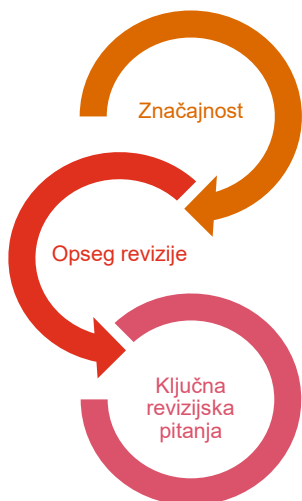 Značajnost
Opseg revizije
Ključna
revizijska
pitanja